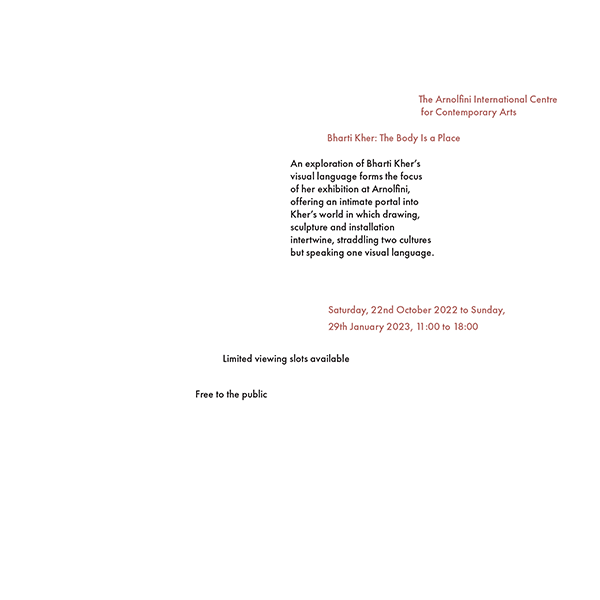 The Arnolfini International Centre
for Contemporary Arts
Bharti Kher: The Body Is a Place
An exploration of Bharti Kher’s
visual language forms the focus
of her exhibition at Arnolfini,
offering an intimate portal into
Kher’s world in which drawing,
sculpture and installation
intertwine, straddling two cultures
but speaking one visual language.
Saturday, 22nd October 2022 to Sunday,
29th January 2023, 11:00 to 18:00
Limited viewing slots available
Free to the public